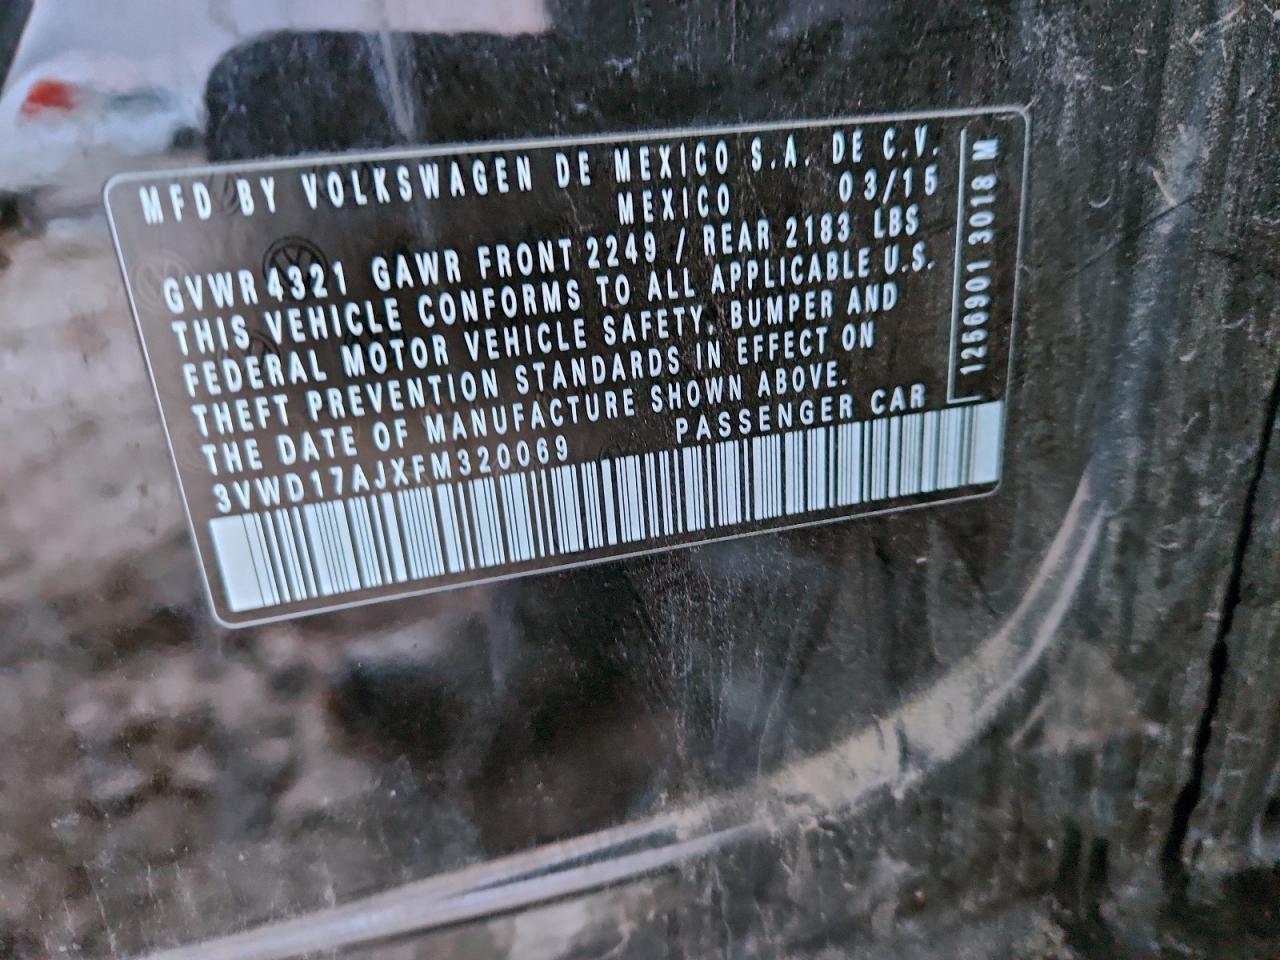 MFD BY VOLKSWAGEN DE MEXICO S.A. DE C.V.
MEXICO 03/15
GVWR 4321 GAWR FRONT 2249 / REAR 2183 LBS
THIS VEHICLE CONFORMS TO ALL APPLICABLE U.S.
FEDERAL MOTOR VEHICLE SAFETY, BUMPER AND
THEFT PREVENTION STANDARDS IN EFFECT ON
THE DATE OF MANUFACTURE SHOWN ABOVE.
3VWD17AJXFM320069 PASSENGER CAR
1256901 3018 M